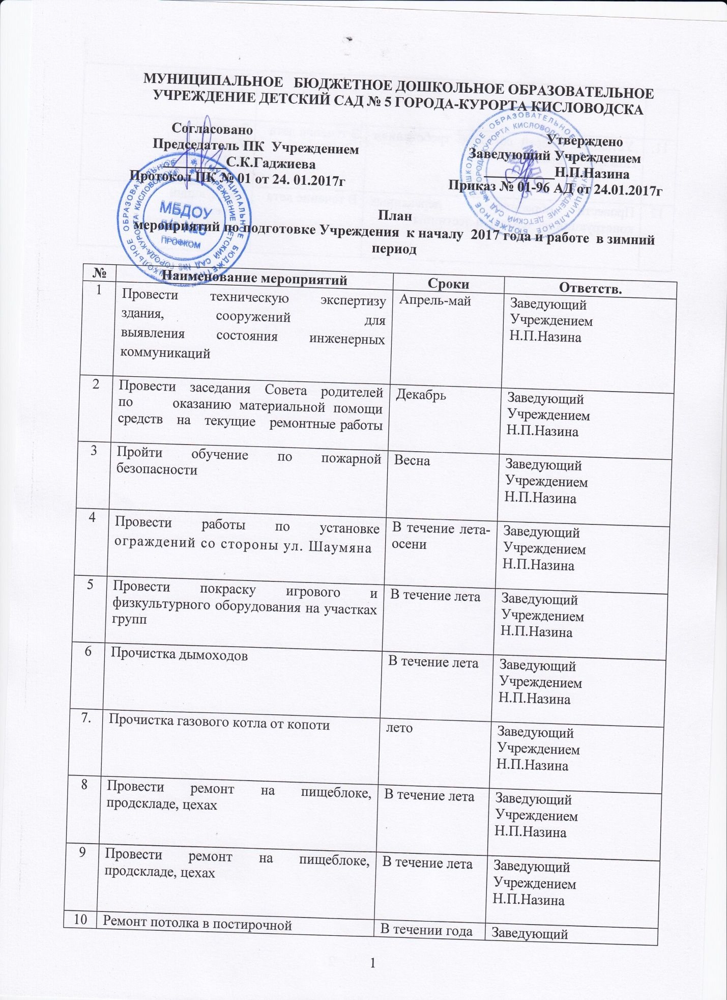 МУНИЦИПАЛЬНОЕ БЮДЖЕТНОЕ ДОШКОЛЬНОЕ ОБРАЗОВАТЕЛЬНОЕ
УЧРЕЖДЕНИЕ ДЕТСКИЙ САД № 5 ГОРОДА-КУРОРТА КИСЛОВОДСКА
Согласовано
Председатель ПК Учреждением
_________С.К.Гаджиева
Протокол ПК № 01 от 24. 01.2017г
Утверждено
Заведующий Учреждением
__________Н.П.Назина
Приказ № 01-96 АД от 24.01.2017г
МБДОУ
д/с №5
ПРОФКОМ
План
мероприятий по подготовке Учреждения к началу 2017 года и работе в зимний
период
№ Наименование мероприятий Сроки Ответств.
1 Провести техническую экспертизу Апрель-май Заведующий
здания, сооружений для Учреждением
выявления состояния инженерных Н.П.Назина
коммуникаций
2 Провести заседания Совета родителей Декабрь Заведующий
по оказанию материальной помощи Учреждением
средств на текущие ремонтные работы Н.П.Назина
3 Пройти обучение по пожарной Весна Заведующий
безопасности Учреждением
Н.П.Назина
4 Провести работы по установке В течение лета- Заведующий
ограждений со стороны ул. Шаумяна осени Учреждением
Н.П.Назина
5 Провести покраску игрового и В течение лета Заведующий
физкультурного оборудования на участках Учреждением
групп Н.П.Назина
6 Прочистка дымоходов В течение лета Заведующий
Учреждением
Н.П.Назина
7. Прочистка газового котла от копоти лето Заведующий
Учреждением
Н.П.Назина
8 Провести ремонт на пищеблоке, В течение лета Заведующий
продскладе, цехах Учреждением
Н.П.Назина
9 Провести ремонт на пищеблоке, В течение лета Заведующий
продскладе, цехах Учреждением
Н.П.Назина
10 Ремонт потолка в постирочной В течении года Заведующий
1